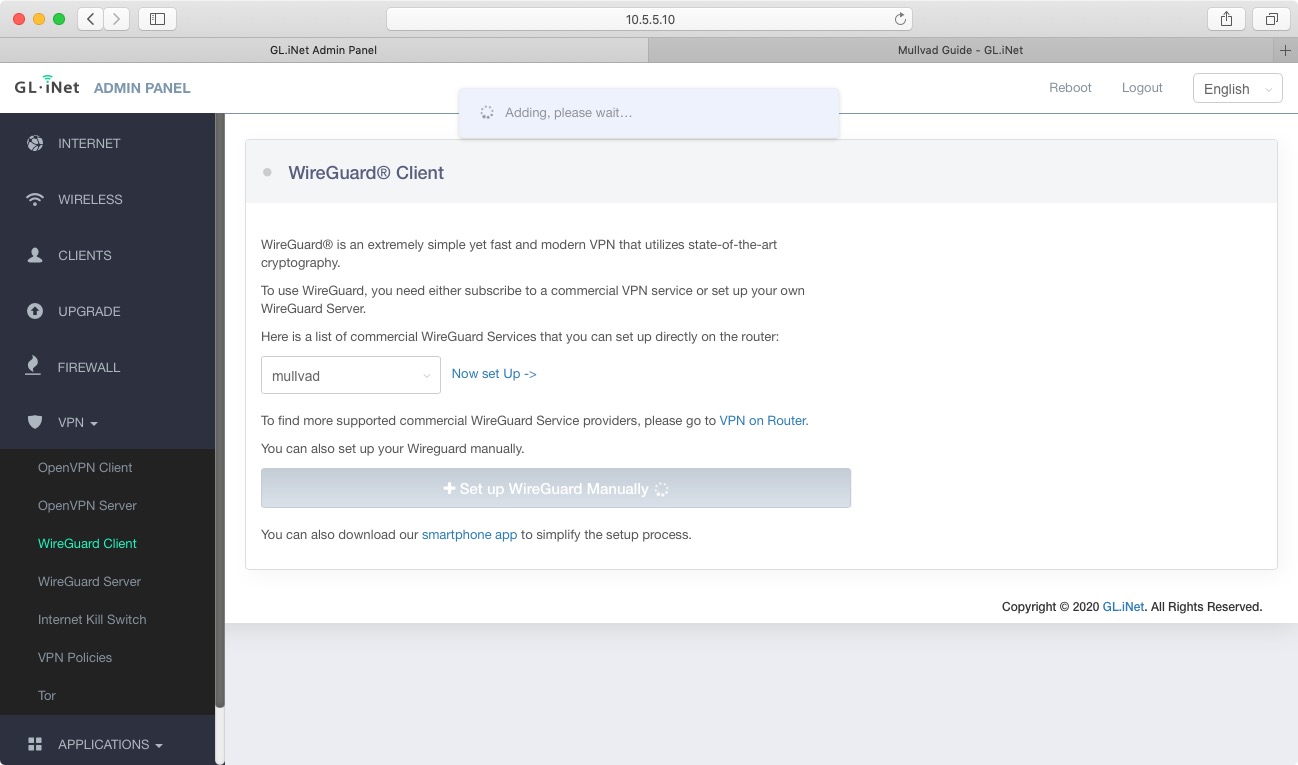 10.5.5.10
GL.iNet Admin Panel
Mullvad Guide - GL.iNet
GL·iNet ADMIN PANEL
Reboot
Logout
English
Adding, please wait…
INTERNET
WIRELESS
CLIENTS
UPGRADE
FIREWALL
VPN
OpenVPN Client
OpenVPN Server
WireGuard Client
WireGuard Server
Internet Kill Switch
VPN Policies
Tor
APPLICATIONS
WireGuard® Client
WireGuard® is an extremely simple yet fast and modern VPN that utilizes state-of-the-art
cryptography.
To use WireGuard, you need either subscribe to a commercial VPN service or set up your own
WireGuard Server.
Here is a list of commercial WireGuard Services that you can set up directly on the router:
mullvad
Now set Up ->
To find more supported commercial WireGuard Service providers, please go to VPN on Router.
You can also set up your Wireguard manually.
+ Set up WireGuard Manually
You can also download our smartphone app to simplify the setup process.
Copyright © 2020 GL.iNet. All Rights Reserved.